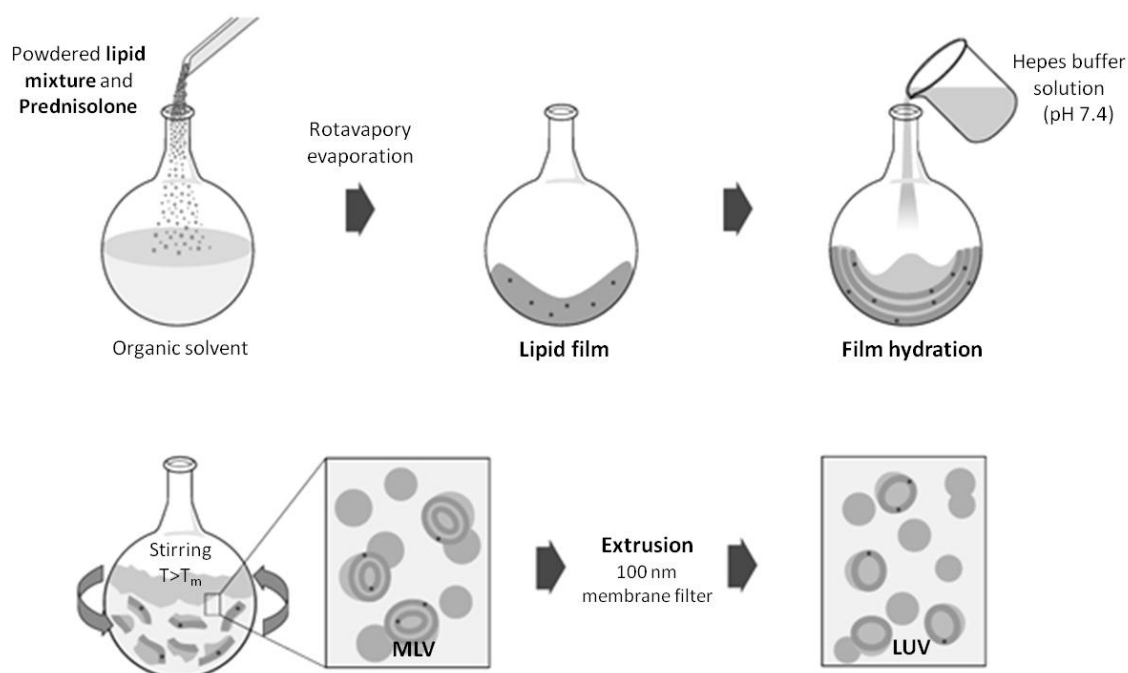 Powdered lipid
mixture and
Prednisolone
Organic solvent
Rotavapory
evaporation
Lipid film
Hepes buffer
solution
(pH 7.4)
Film hydration
Stirring
T>Tm
MLV
Extrusion
100 nm
membrane filter
LUV